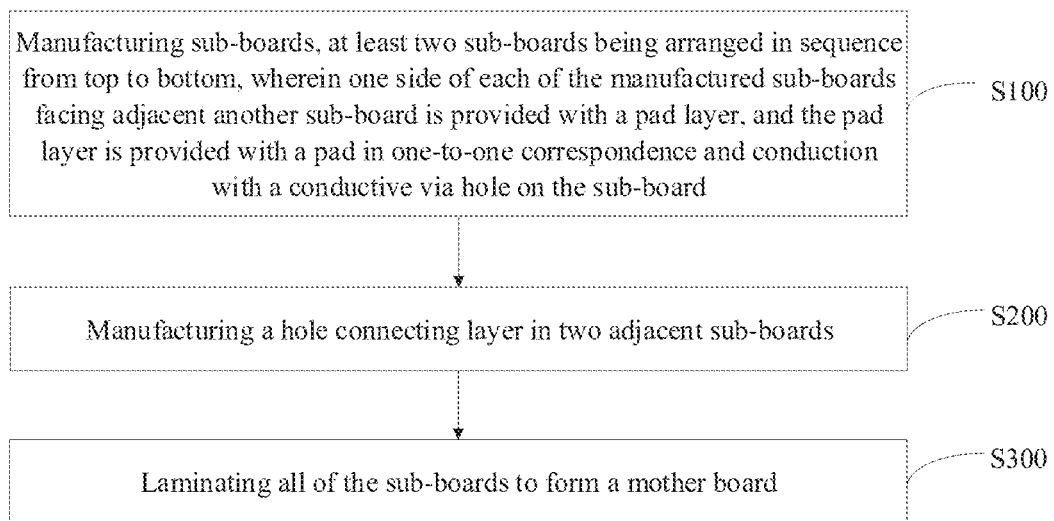 Manufacturing sub-boards, at least two sub-boards being arranged in sequence
from top to bottom, wherein one side of each of the manufactured sub-boards
facing adjacent another sub-board is provided with a pad layer, and the pad
layer is provided with a pad in one-to-one correspondence and conduction
with a conductive via hole on the sub-board
S100
Manufacturing a hole connecting layer in two adjacent sub-boards
S200
Laminating all of the sub-boards to form a mother board
S300